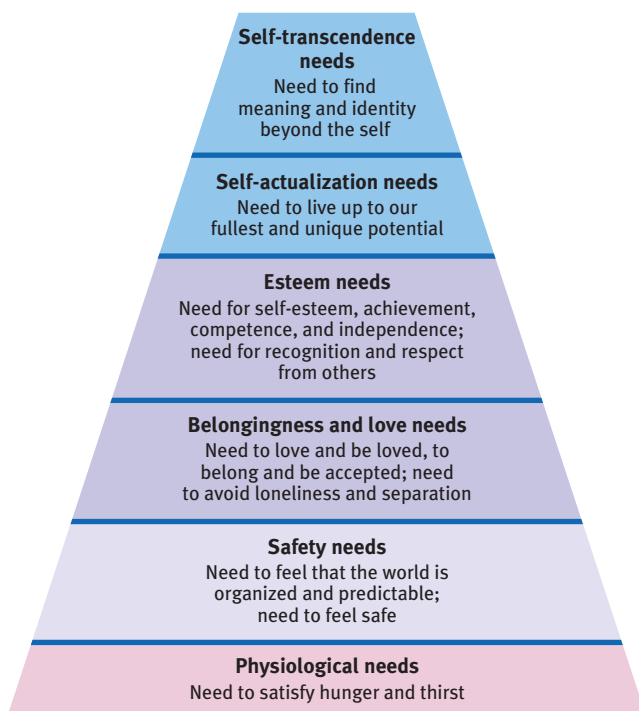 Self-transcendence
needs
Need to find
meaning and identity
beyond the self
Self-actualization needs
Need to live up to our
fullest and unique potential
Esteem needs
Need for self-esteem, achievement,
competence, and independence;
need for recognition and respect
from others
Belongingness and love needs
Need to love and be loved, to
belong and be accepted; need
to avoid loneliness and separation
Safety needs
Need to feel that the world is
organized and predictable;
need to feel safe
Physiological needs
Need to satisfy hunger and thirst